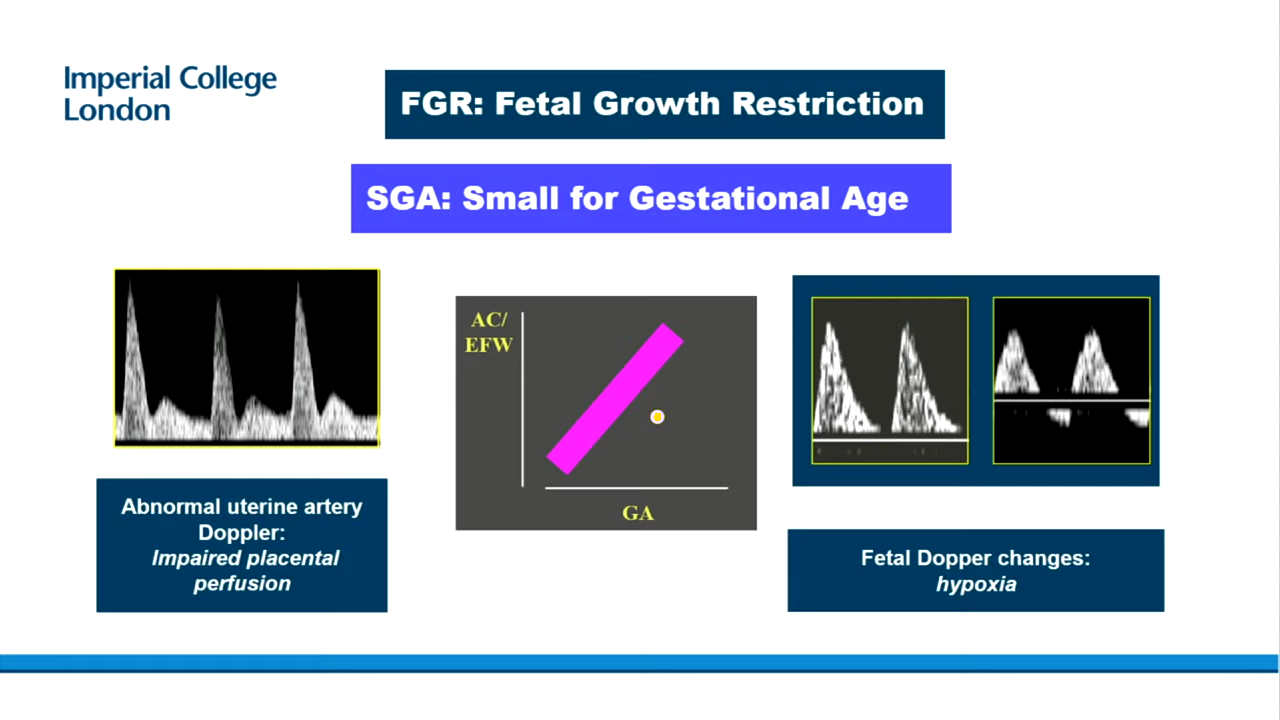 Imperial College
London
FGR: Fetal Growth Restriction
SGA: Small for Gestational Age
AC/
EFW
GA
Abnormal uterine artery
Doppler:
Impaired placental
perfusion
Fetal Dopper changes:
hypoxia